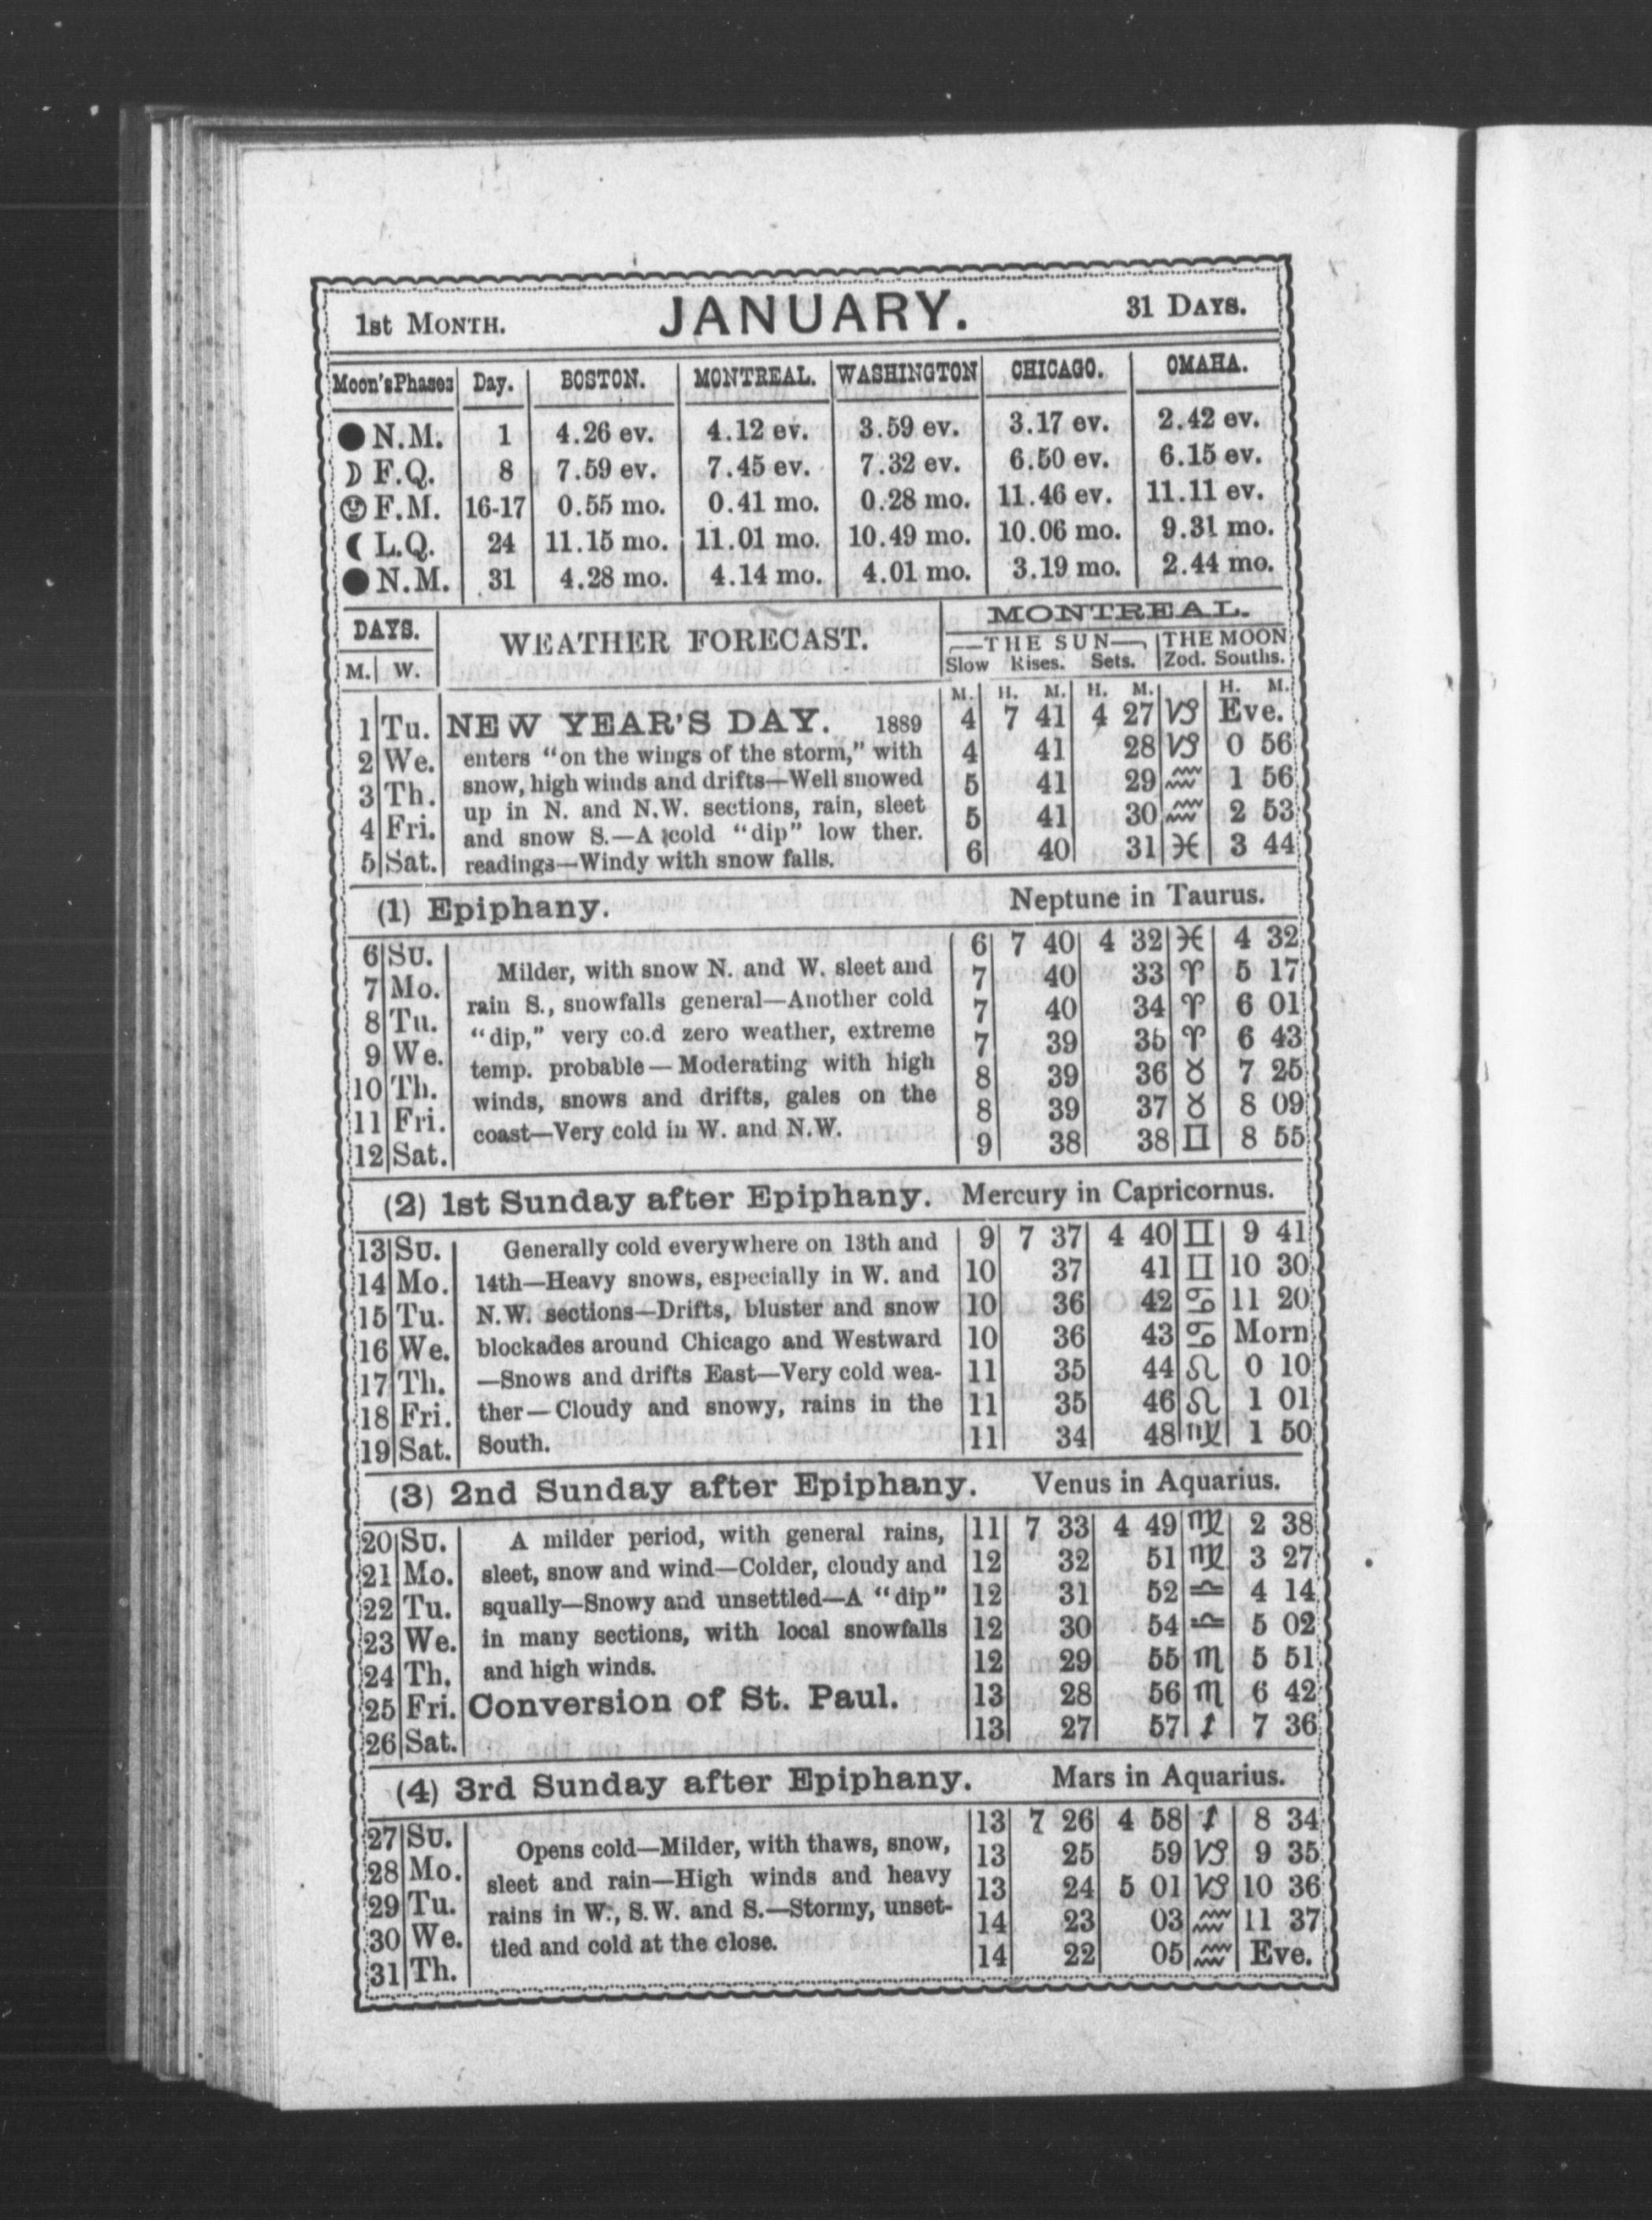 1st MONTH. JANUARY. 31 DAYS.
Moon's Phases Day. BOSTON. MONTREAL. WASHINGTON CHICAGO. OMAHA.
● N.M. 1 4.26 ev. 4.12 ev. 3.59 ev. 3.17 ev. 2.42 ev.
☽ F.Q. 8 7.59 ev. 7.45 ev. 7.32 ev. 6.50 ev. 6.15 ev.
F.M. 16-17 0.55 mo. 0.41 mo. 0.28 mo. 11.46 ev. 11.11 ev.
☾ L.Q. 24 11.15 mo. 11.01 mo. 10.49 mo. 10.06 mo. 9.31 mo.
● N.M. 31 4.28 mo. 4.14 mo. 4.01 mo. 3.19 mo. 2.44 mo.
DAYS. WEATHER FORECAST. MONTREAL.
THE SUN THE MOON
M. W. Slow Rises. Sets. Zod. Souths.
M. H. M. H. M. H. M.
1 Tu. NEW YEAR'S DAY. 1889 4 7 41 4 27 ♑ Eve.
2 We. enters "on the wings of the storm," with 4 41 28 ♑ 0 56
3 Th. snow, high winds and drifts—Well snowed 5 41 29 ♒ 1 56
4 Fri. up in N. and N.W. sections, rain, sleet 5 41 30 ♒ 2 53
and snow S.—A cold "dip" low ther.
5 Sat. readings—Windy with snow falls. 6 40 31 ♓ 3 44
(1) Epiphany. Neptune in Taurus.
6 SU. 6 7 40 4 32 ♓ 4 32
7 Mo. Milder, with snow N. and W. sleet and 7 40 33 ♈ 5 17
8 Tu. rain S., snowfalls general—Another cold 7 40 34 ♈ 6 01
9 We. "dip," very co.d zero weather, extreme 7 39 35 ♈ 6 43
10 Th. temp. probable—Moderating with high 8 39 36 ♉ 7 25
11 Fri. winds, snows and drifts, gales on the 8 39 37 ♉ 8 09
12 Sat. coast—Very cold in W. and N.W. 9 38 38 ♊ 8 55
(2) 1st Sunday after Epiphany. Mercury in Capricornus.
13 SU. Generally cold everywhere on 13th and 9 7 37 4 40 ♊ 9 41
14 Mo. 14th—Heavy snows, especially in W. and 10 37 41 ♊ 10 30
15 Tu. N.W. sections—Drifts, bluster and snow 10 36 42 ♋ 11 20
16 We. blockades around Chicago and Westward 10 36 43 ♋ Morn
17 Th. —Snows and drifts East—Very cold wea- 11 35 44 ♌ 0 10
18 Fri. ther—Cloudy and snowy, rains in the 11 35 46 ♌ 1 01
19 Sat. South. 11 34 48 ♍ 1 50
(3) 2nd Sunday after Epiphany. Venus in Aquarius.
20 SU. A milder period, with general rains, 11 7 33 4 49 ♍ 2 38
21 Mo. sleet, snow and wind—Colder, cloudy and 12 32 51 ♍ 3 27
22 Tu. squally—Snowy and unsettled—A "dip" 12 31 52 ♎ 4 14
23 We. in many sections, with local snowfalls 12 30 54 ♎ 5 02
24 Th. and high winds. 12 29 55 ♏ 5 51
25 Fri. Conversion of St. Paul. 13 28 56 ♏ 6 42
26 Sat. 13 27 57 ♐ 7 36
(4) 3rd Sunday after Epiphany. Mars in Aquarius.
27 SU. 13 7 26 4 58 ♐ 8 34
28 Mo. Opens cold—Milder, with thaws, snow, 13 25 59 ♑ 9 35
29 Tu. sleet and rain—High winds and heavy 13 24 5 01 ♑ 10 36
30 We. rains in W., S.W. and S.—Stormy, unset- 14 23 03 ♒ 11 37
31 Th. tled and cold at the close. 14 22 05 ♒ Eve.